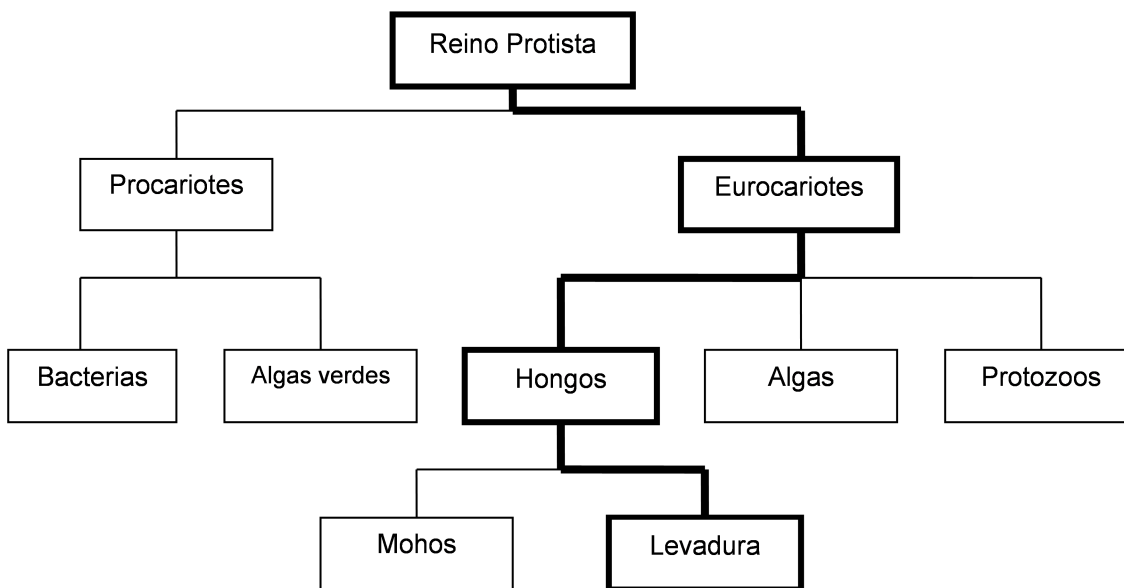 Reino Protista
Procariotes
Eurocariotes
Bacterias
Algas verdes
Hongos
Algas
Protozoos
Mohos
Levadura